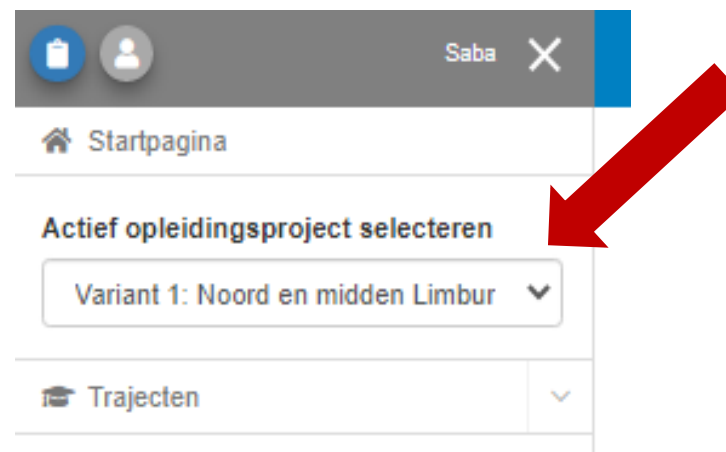 Saba
Startpagina
Actief opleidingsproject selecteren
Variant 1: Noord en midden Limbur
Trajecten